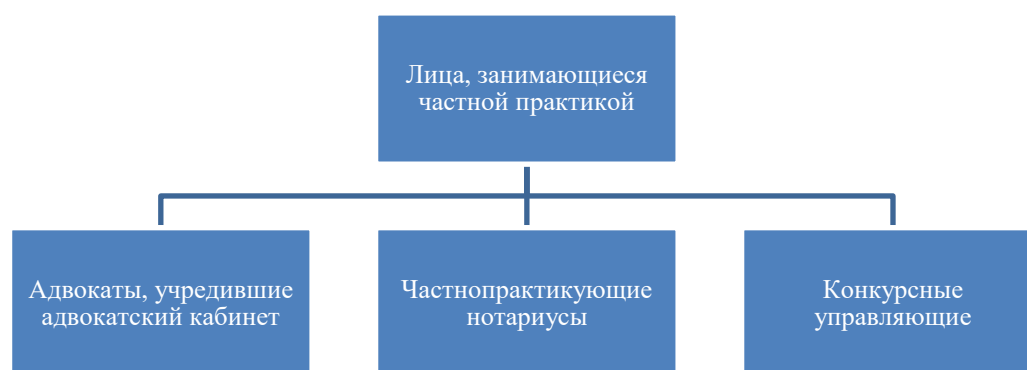 Лица, занимающиеся
частной практикой
Адвокаты, учредившие
адвокатский кабинет
Частнопрактикующие
нотариусы
Конкурсные
управляющие